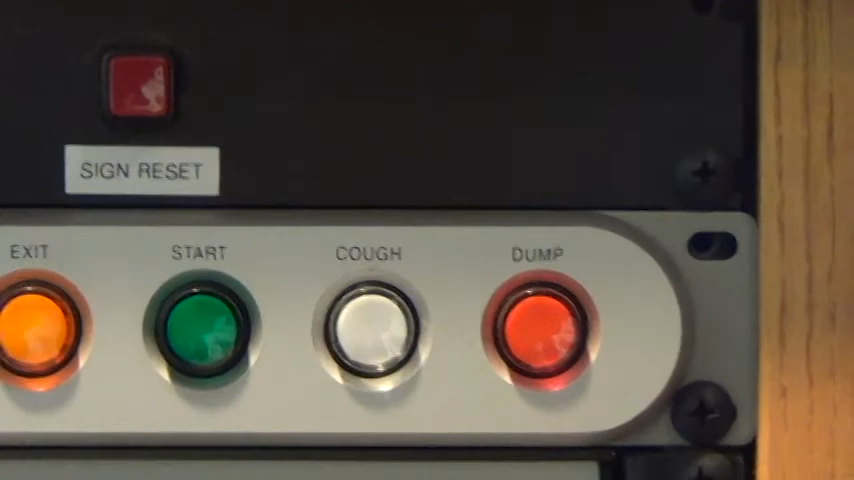 SIGN RESET
EXIT
START
COUGH
DUMP